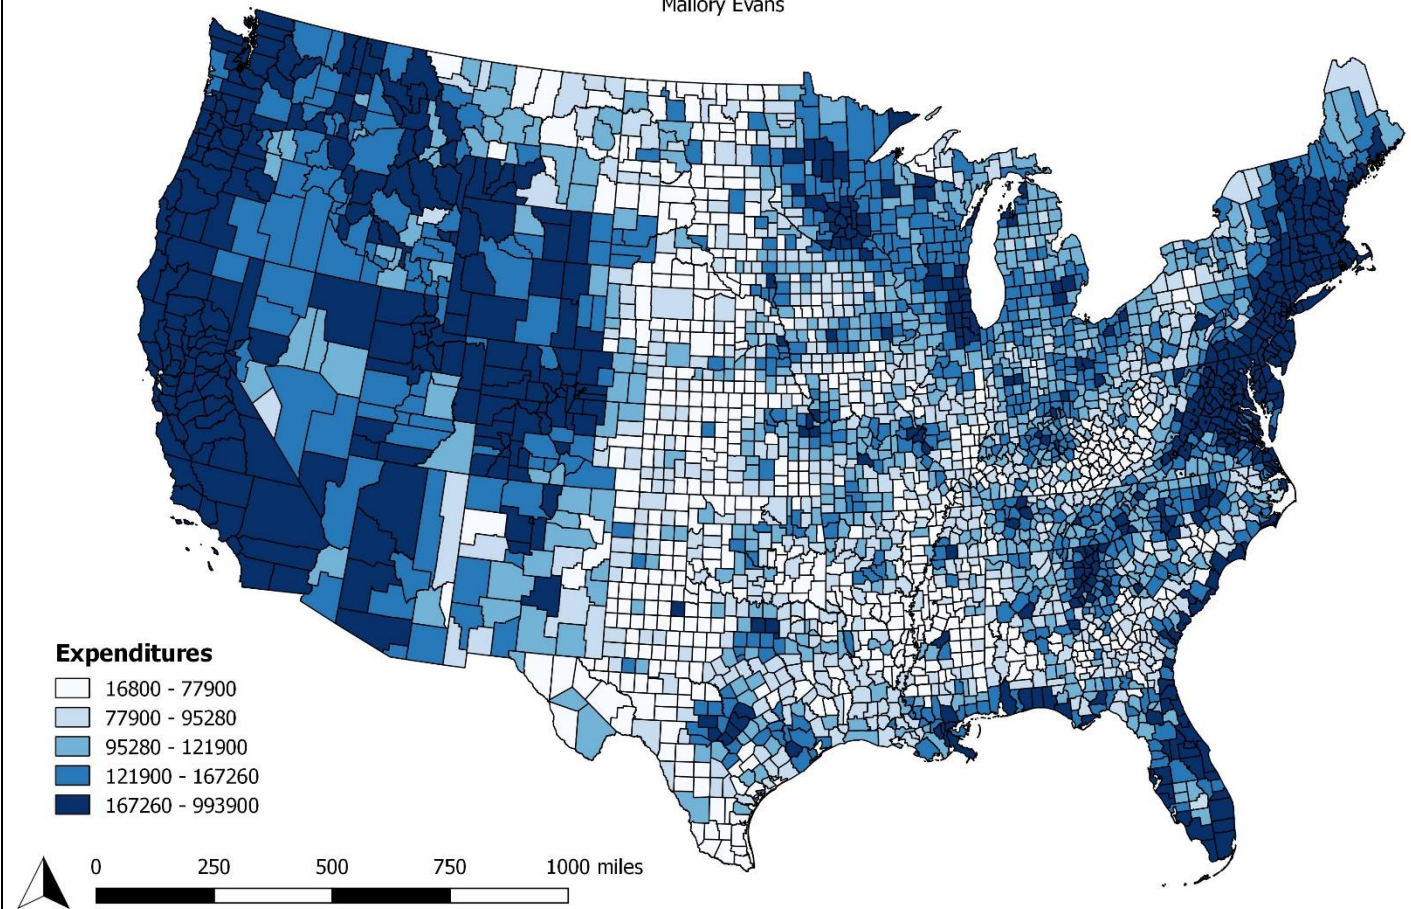 Mallory Evans
Expenditures
16800 - 77900
77900 - 95280
95280 - 121900
121900 - 167260
167260 - 993900
0 250 500 750 1000 miles